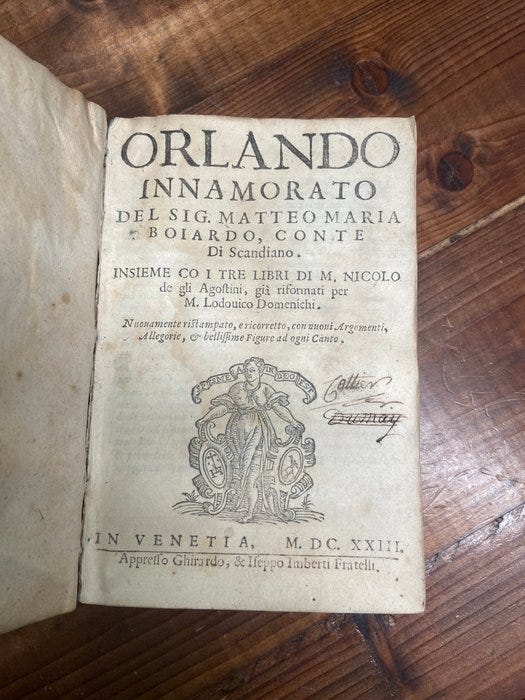 ORLANDO
INNAMORATO
DEL SIG. MATTEO MARIA
BOIARDO, CONTE
Di Scandiano.
INSIEME CO I TRE LIBRI DI M. NICOLO
de gli Agostini, già riformati per
M. Lodouico Domenichi.
Nuouamente ristampato, e ricorretto, con nuoui Argomenti,
Allegorie, & bellissime Figure ad ogni Canto.
Collier
Dumay
IN VENETIA, M. DC. XXIII.
Appresso Ghirardo, & Iseppo Imberti Fratelli.